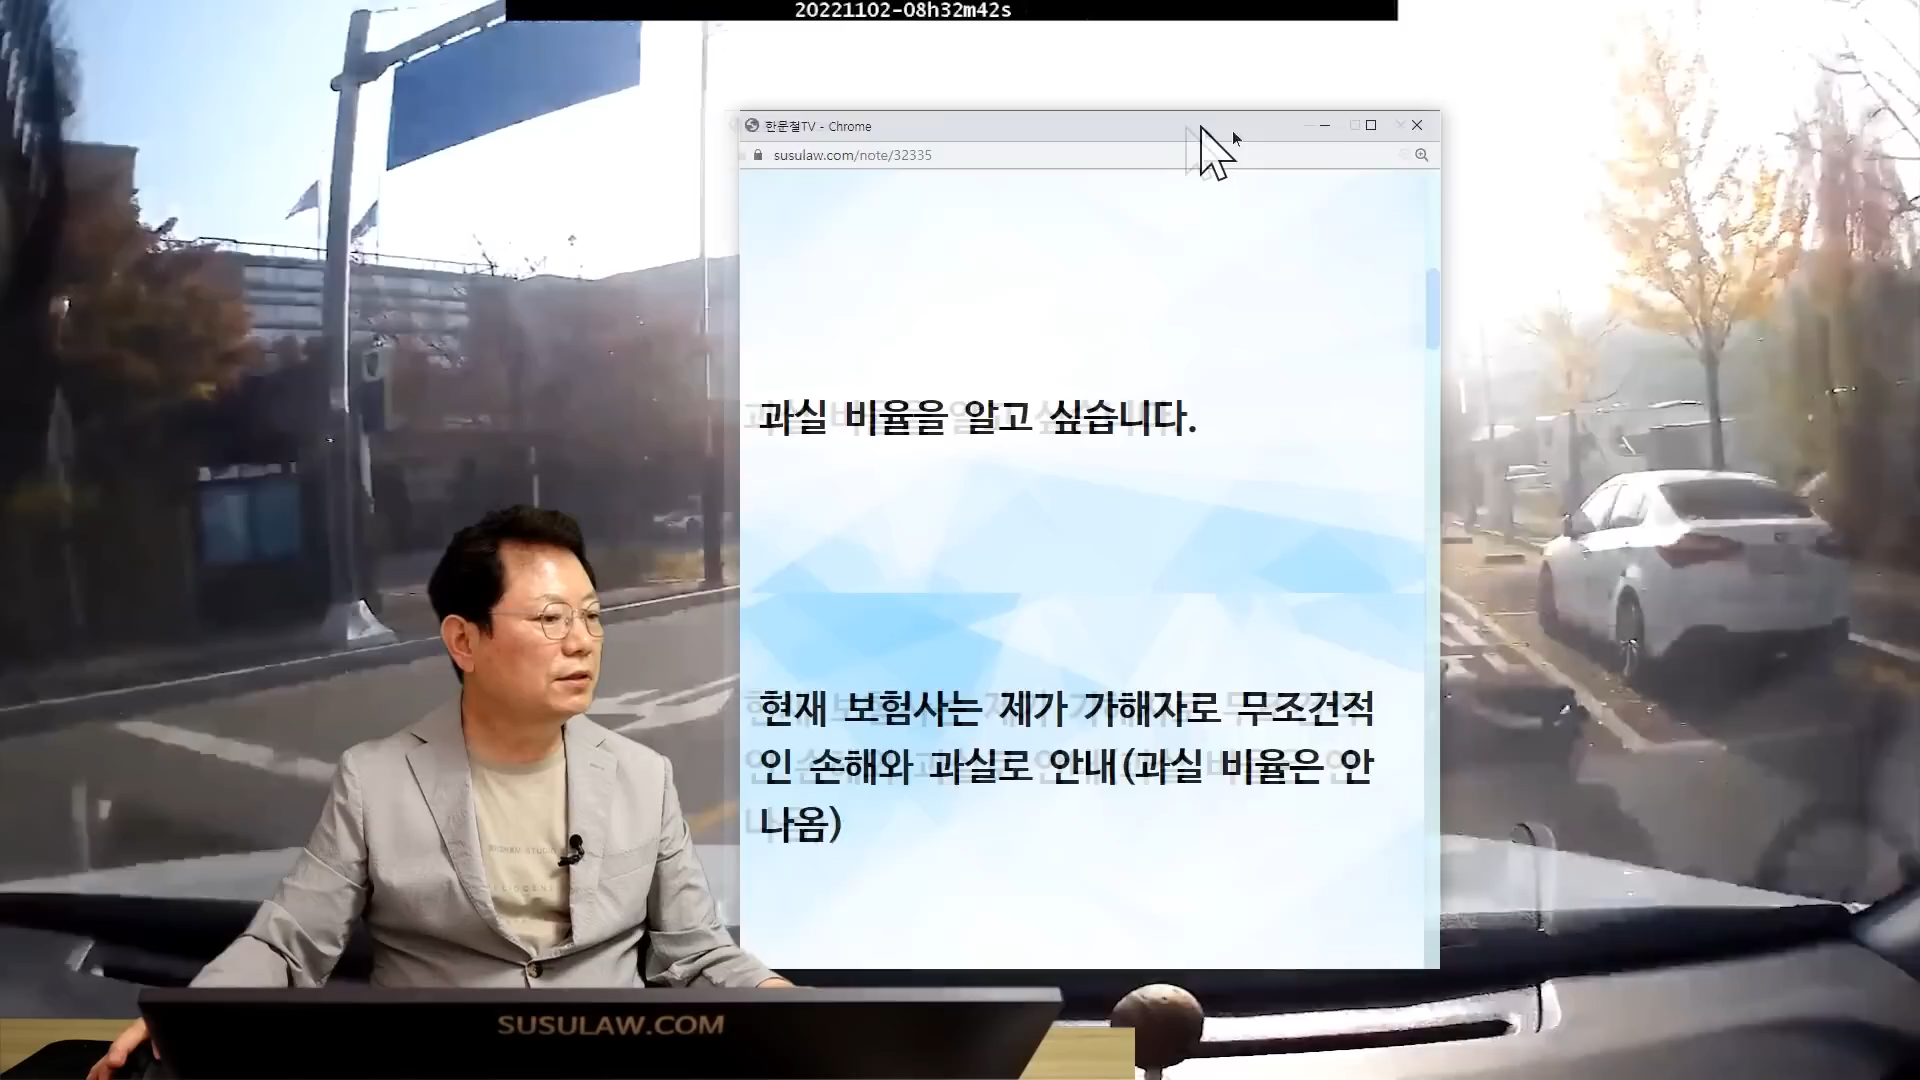 20221102-08h32m42s
한문철TV - Chrome
susulaw.com/note/32335
과실 비율을 알고 싶습니다.
현재 보험사는 제가 가해자로 무조건적
인 손해와 과실로 안내(과실 비율은 안
나옴)
SUSULAW.COM